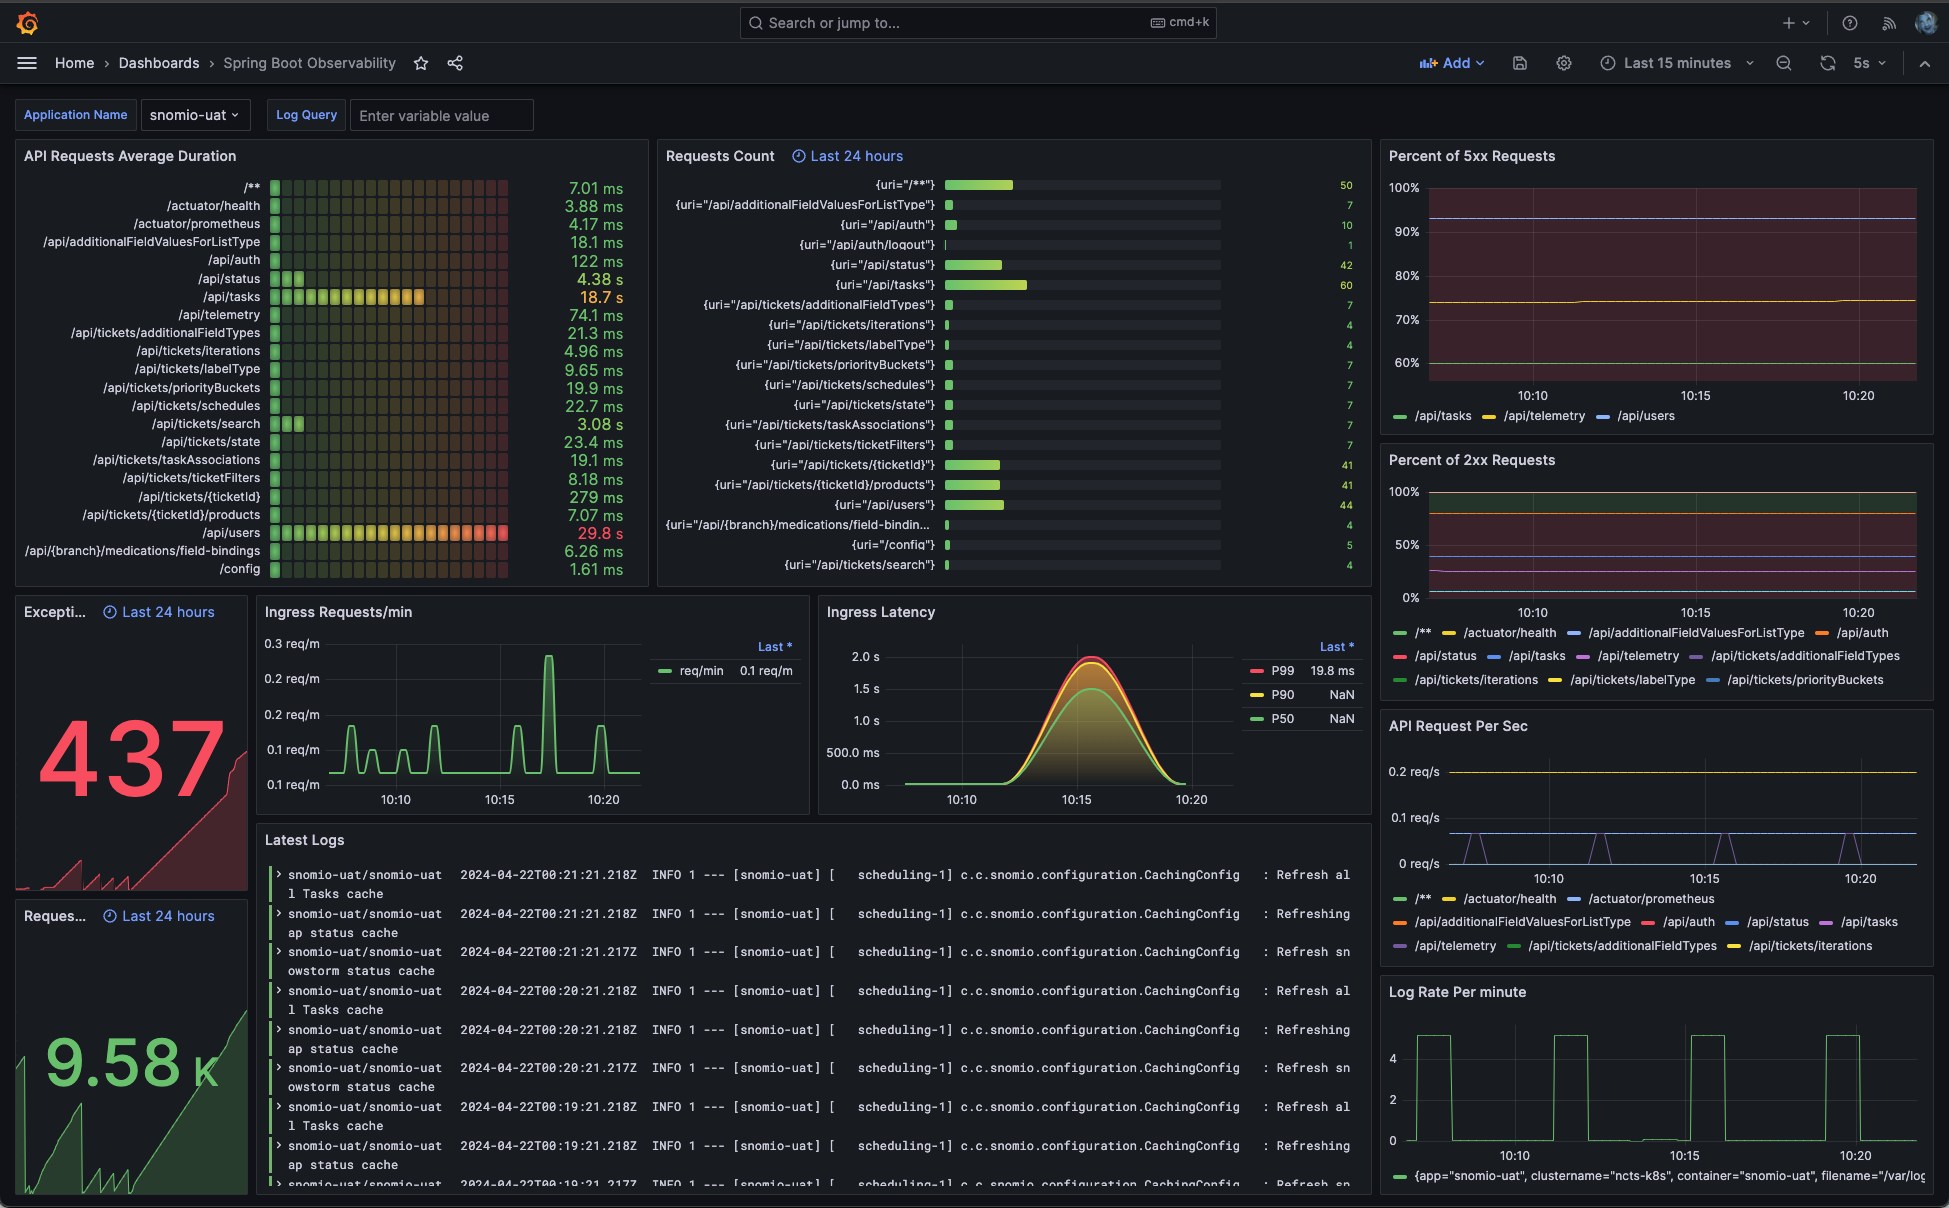 Search or jump to...
cmd+k
Home › Dashboards › Spring Boot Observability
Add
Last 15 minutes
5s
Application Name
snomio-uat
Log Query
Enter variable value
API Requests Average Duration
/** 7.01 ms
/actuator/health 3.88 ms
/actuator/prometheus 4.17 ms
/api/additionalFieldValuesForListType 18.1 ms
/api/auth 122 ms
/api/status 4.38 s
/api/tasks 18.7 s
/api/telemetry 74.1 ms
/api/tickets/additionalFieldTypes 21.3 ms
/api/tickets/iterations 4.96 ms
/api/tickets/labelType 9.65 ms
/api/tickets/priorityBuckets 19.9 ms
/api/tickets/schedules 22.7 ms
/api/tickets/search 3.08 s
/api/tickets/state 23.4 ms
/api/tickets/taskAssociations 19.1 ms
/api/tickets/ticketFilters 8.18 ms
/api/tickets/{ticketId} 279 ms
/api/tickets/{ticketId}/products 7.07 ms
/api/users 29.8 s
/api/{branch}/medications/field-bindings 6.26 ms
/config 1.61 ms
Requests Count
Last 24 hours
{uri="/**"} 50
{uri="/api/additionalFieldValuesForListType"} 7
{uri="/api/auth"} 10
{uri="/api/auth/logout"} 1
{uri="/api/status"} 42
{uri="/api/tasks"} 60
{uri="/api/tickets/additionalFieldTypes"} 7
{uri="/api/tickets/iterations"} 4
{uri="/api/tickets/labelType"} 4
{uri="/api/tickets/priorityBuckets"} 7
{uri="/api/tickets/schedules"} 7
{uri="/api/tickets/state"} 7
{uri="/api/tickets/taskAssociations"} 7
{uri="/api/tickets/ticketFilters"} 7
{uri="/api/tickets/{ticketId}"} 41
{uri="/api/tickets/{ticketId}/products"} 41
{uri="/api/users"} 44
{uri="/api/{branch}/medications/field-bindin... 4
{uri="/config"} 5
{uri="/api/tickets/search"} 4
Percent of 5xx Requests
100%
90%
80%
70%
60%
10:10 10:15 10:20
/api/tasks /api/telemetry /api/users
Percent of 2xx Requests
100%
50%
0%
10:10 10:15 10:20
/** /actuator/health /api/additionalFieldValuesForListType /api/auth
/api/status /api/tasks /api/telemetry /api/tickets/additionalFieldTypes
/api/tickets/iterations /api/tickets/labelType /api/tickets/priorityBuckets
Excepti...
Last 24 hours
437
Ingress Requests/min
0.3 req/m
0.2 req/m
0.2 req/m
0.1 req/m
0.1 req/m
10:10 10:15 10:20
Last *
req/min 0.1 req/m
Ingress Latency
2.0 s
1.5 s
1.0 s
500.0 ms
0.0 ms
10:10 10:15 10:20
Last *
P99 19.8 ms
P90 NaN
P50 NaN
API Request Per Sec
0.2 req/s
0.1 req/s
0 req/s
10:10 10:15 10:20
/** /actuator/health /actuator/prometheus
/api/additionalFieldValuesForListType /api/auth /api/status /api/tasks
/api/telemetry /api/tickets/additionalFieldTypes /api/tickets/iterations
Reques...
Last 24 hours
9.58 K
Latest Logs
snomio-uat/snomio-uat 2024-04-22T00:21:21.218Z INFO 1 --- [snomio-uat] [ scheduling-1] c.c.snomio.configuration.CachingConfig : Refresh al
l Tasks cache
snomio-uat/snomio-uat 2024-04-22T00:21:21.218Z INFO 1 --- [snomio-uat] [ scheduling-1] c.c.snomio.configuration.CachingConfig : Refreshing
ap status cache
snomio-uat/snomio-uat 2024-04-22T00:21:21.217Z INFO 1 --- [snomio-uat] [ scheduling-1] c.c.snomio.configuration.CachingConfig : Refresh sn
owstorm status cache
snomio-uat/snomio-uat 2024-04-22T00:20:21.218Z INFO 1 --- [snomio-uat] [ scheduling-1] c.c.snomio.configuration.CachingConfig : Refresh al
l Tasks cache
snomio-uat/snomio-uat 2024-04-22T00:20:21.218Z INFO 1 --- [snomio-uat] [ scheduling-1] c.c.snomio.configuration.CachingConfig : Refreshing
ap status cache
snomio-uat/snomio-uat 2024-04-22T00:20:21.217Z INFO 1 --- [snomio-uat] [ scheduling-1] c.c.snomio.configuration.CachingConfig : Refresh sn
owstorm status cache
snomio-uat/snomio-uat 2024-04-22T00:19:21.218Z INFO 1 --- [snomio-uat] [ scheduling-1] c.c.snomio.configuration.CachingConfig : Refresh al
l Tasks cache
snomio-uat/snomio-uat 2024-04-22T00:19:21.218Z INFO 1 --- [snomio-uat] [ scheduling-1] c.c.snomio.configuration.CachingConfig : Refreshing
ap status cache
snomio-uat/snomio-uat 2024-04-22T00:19:21.217Z INFO 1 --- [snomio-uat] [ scheduling-1] c.c.snomio.configuration.CachingConfig : Refresh sn
Log Rate Per minute
4
2
0
10:10 10:15 10:20
{app="snomio-uat", clustername="ncts-k8s", container="snomio-uat", filename="/var/log